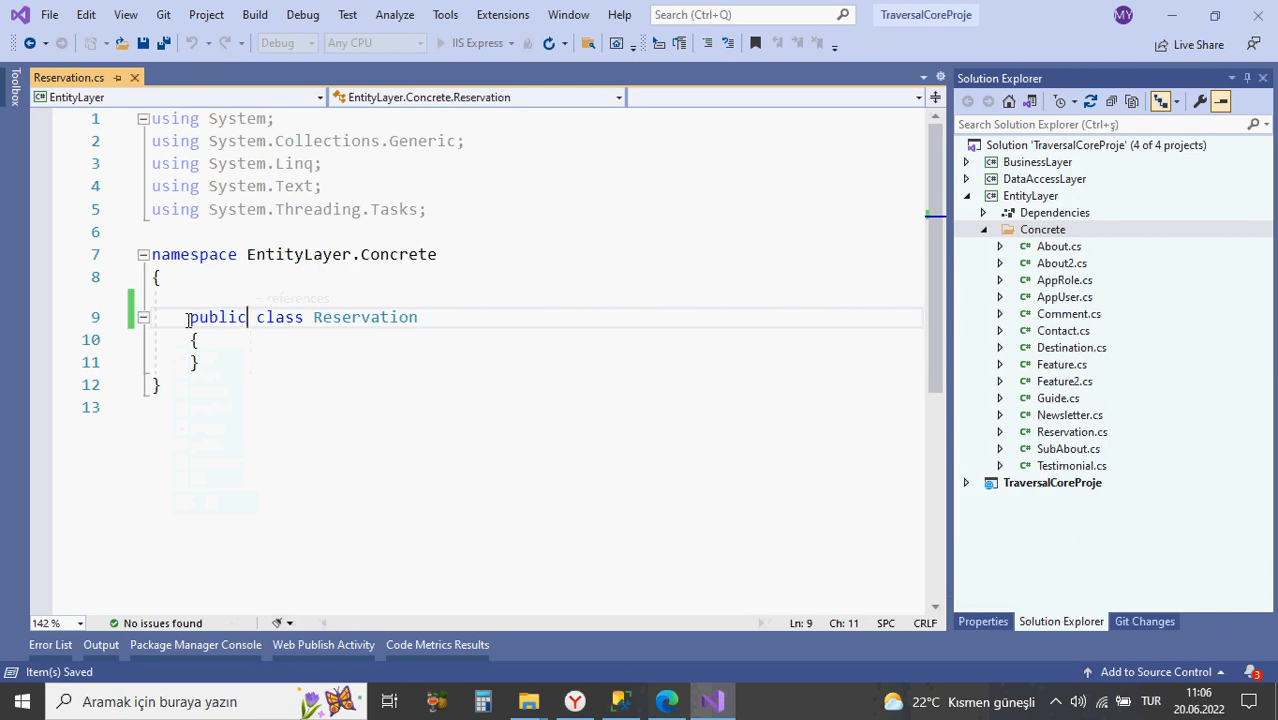 File Edit View Git Project Build Debug Test Analyze Tools Extensions Window Help Search (Ctrl+Q) TraversalCoreProje MY
Debug Any CPU IIS Express Live Share
Toolbox
Reservation.cs
EntityLayer EntityLayer.Concrete.Reservation
1 using System;
2 using System.Collections.Generic;
3 using System.Linq;
4 using System.Text;
5 using System.Threading.Tasks;
6
7 namespace EntityLayer.Concrete
8 {
– references
9 public class Reservation
10 {
11 }
12 }
13
142 % No issues found Ln: 9 Ch: 11 SPC CRLF
Solution Explorer
Search Solution Explorer (Ctrl+ş)
Solution 'TraversalCoreProje' (4 of 4 projects)
BusinessLayer
DataAccessLayer
EntityLayer
Dependencies
Concrete
C# About.cs
C# About2.cs
C# AppRole.cs
C# AppUser.cs
C# Comment.cs
C# Contact.cs
C# Destination.cs
C# Feature.cs
C# Feature2.cs
C# Guide.cs
C# Newsletter.cs
C# Reservation.cs
C# SubAbout.cs
C# Testimonial.cs
TraversalCoreProje
Properties Solution Explorer Git Changes
Error List Output Package Manager Console Web Publish Activity Code Metrics Results
Item(s) Saved Add to Source Control 3
Aramak için buraya yazın 22°C Kısmen güneşli TUR 11:06
20.06.2022